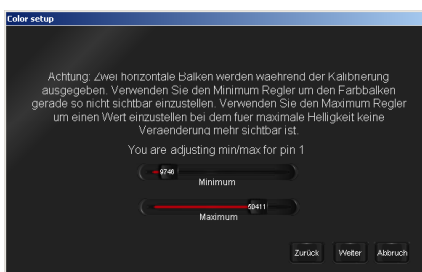 Color setup
Achtung: Zwei horizontale Balken werden waehrend der Kalibrierung
ausgegeben. Verwenden Sie den Minimum Regler um den Farbbalken
gerade so nicht sichtbar einzustellen. Verwenden Sie den Maximum Regler
um einen Wert einzustellen bei dem fuer maximale Helligkeit keine
Veraenderung mehr sichtbar ist.
You are adjusting min/max for pin 1
9746
Minimum
50411
Maximum
Zurück Weiter Abbruch